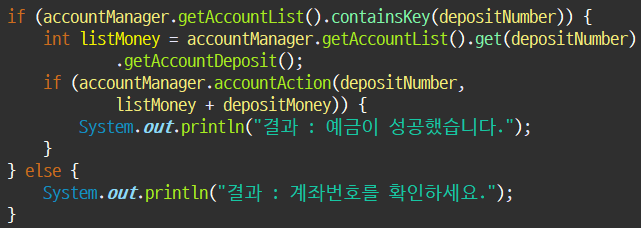 if (accountManager.getAccountList().containsKey(depositNumber)) {
int listMoney = accountManager.getAccountList().get(depositNumber)
.getAccountDeposit();
if (accountManager.accountAction(depositNumber,
listMoney + depositMoney)) {
System.out.println("결과 : 예금이 성공했습니다.");
}
} else {
System.out.println("결과 : 계좌번호를 확인하세요.");
}